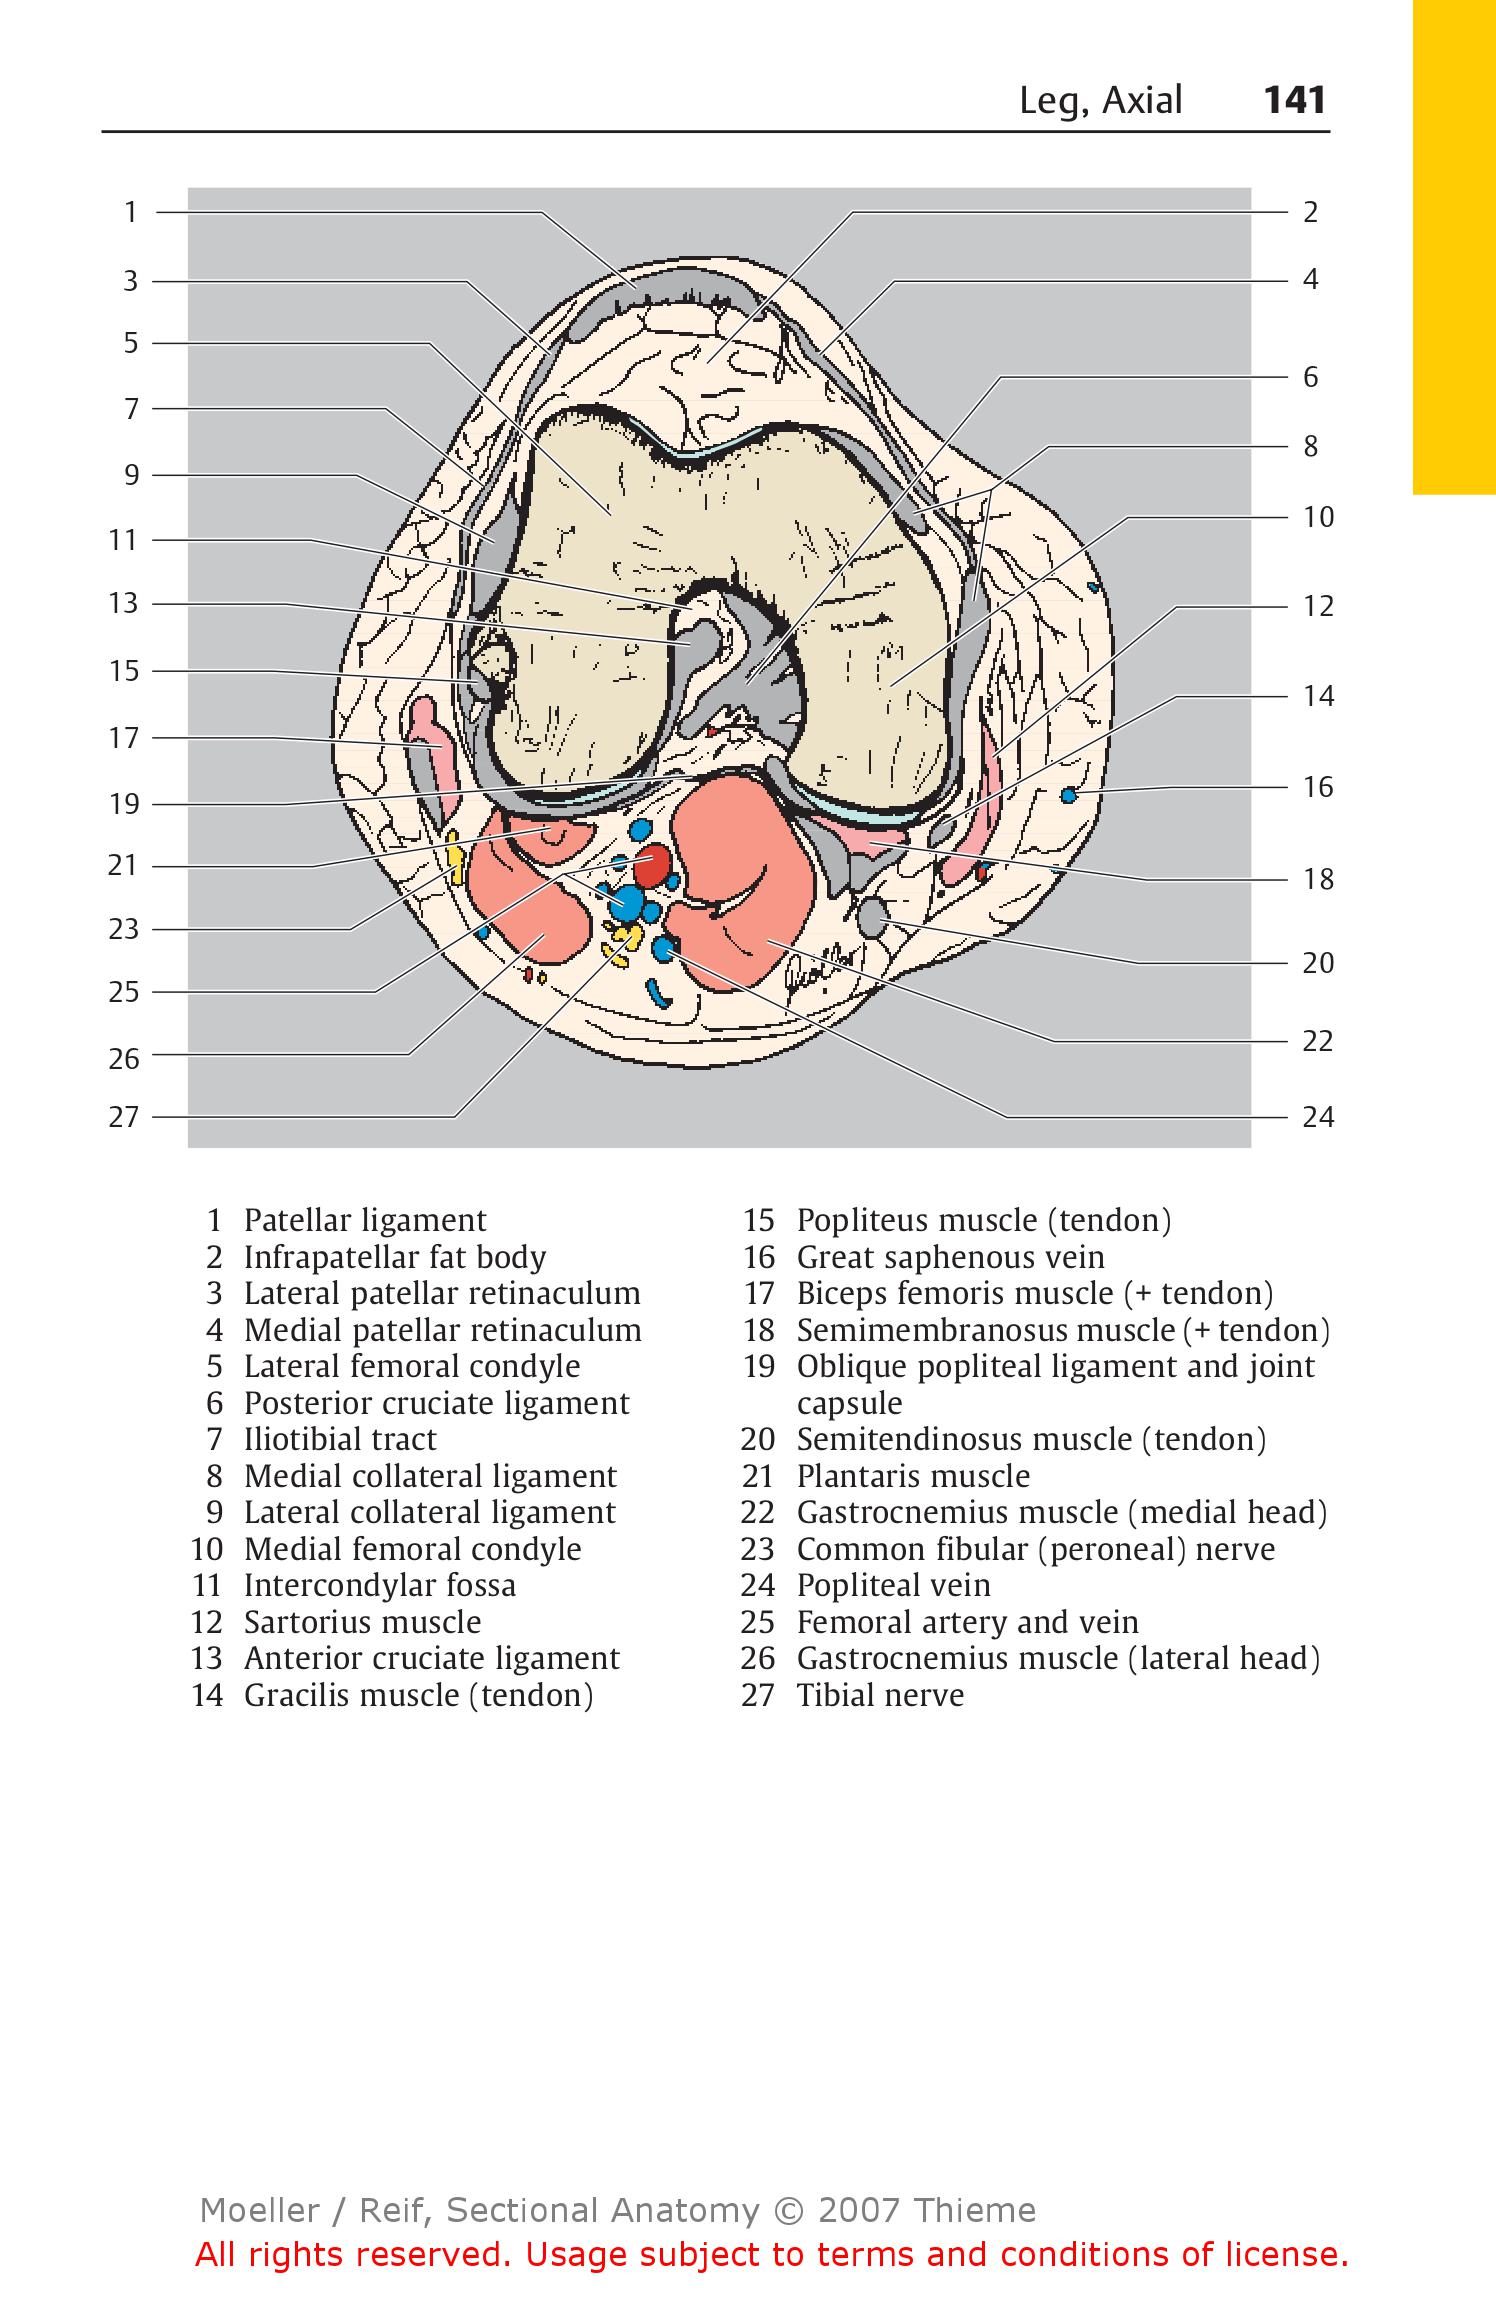 Leg, Axial 141
1 2
3 4
5
6
7
8
9
10
11
12
13
14
15
16
17
18
19
20
21
22
23
24
25
26
27
1 Patellar ligament
2 Infrapatellar fat body
3 Lateral patellar retinaculum
4 Medial patellar retinaculum
5 Lateral femoral condyle
6 Posterior cruciate ligament
7 Iliotibial tract
8 Medial collateral ligament
9 Lateral collateral ligament
10 Medial femoral condyle
11 Intercondylar fossa
12 Sartorius muscle
13 Anterior cruciate ligament
14 Gracilis muscle (tendon)
15 Popliteus muscle (tendon)
16 Great saphenous vein
17 Biceps femoris muscle (+ tendon)
18 Semimembranosus muscle (+ tendon)
19 Oblique popliteal ligament and joint
capsule
20 Semitendinosus muscle (tendon)
21 Plantaris muscle
22 Gastrocnemius muscle (medial head)
23 Common fibular (peroneal) nerve
24 Popliteal vein
25 Femoral artery and vein
26 Gastrocnemius muscle (lateral head)
27 Tibial nerve
Moeller / Reif, Sectional Anatomy © 2007 Thieme
All rights reserved. Usage subject to terms and conditions of license.